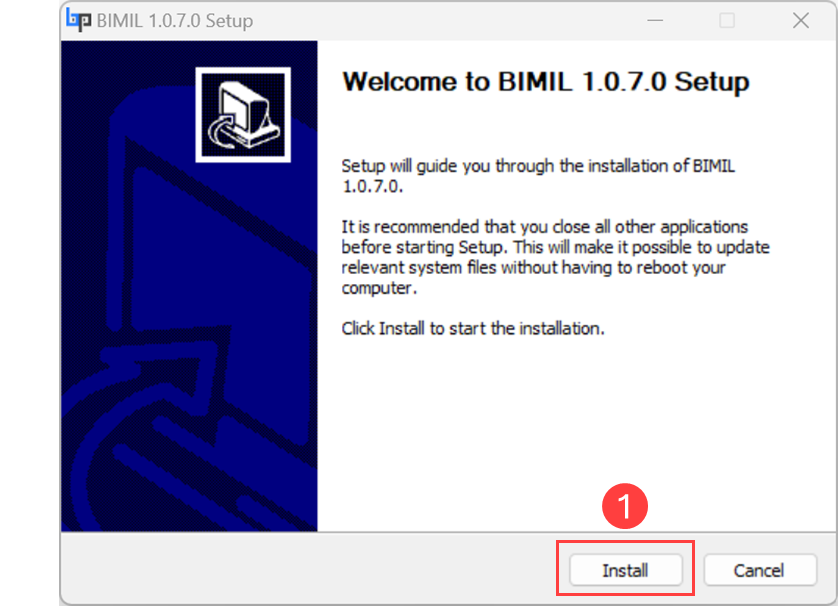 bp BIMIL 1.0.7.0 Setup
Welcome to BIMIL 1.0.7.0 Setup
Setup will guide you through the installation of BIMIL
1.0.7.0.
It is recommended that you close all other applications
before starting Setup. This will make it possible to update
relevant system files without having to reboot your
computer.
Click Install to start the installation.
1
Install
Cancel